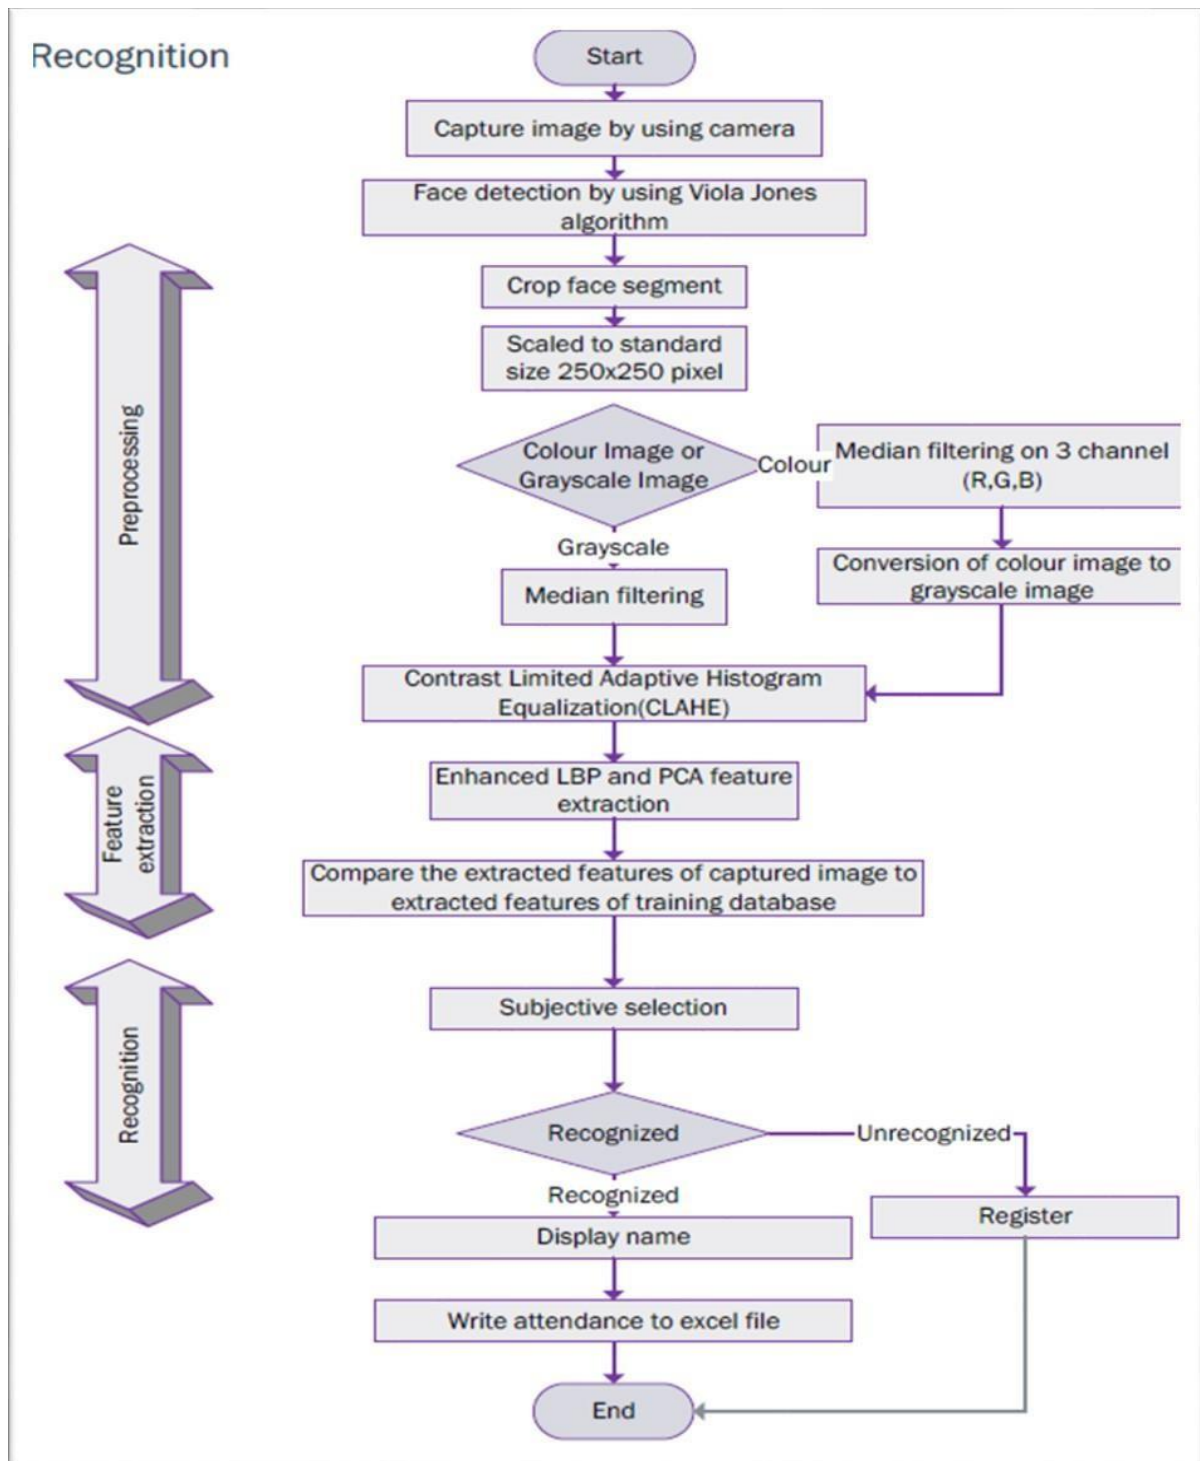 Recognition
Start
Capture image by using camera
Face detection by using Viola Jones
algorithm
Crop face segment
Scaled to standard
size 250x250 pixel
Colour Image or
Grayscale Image
Colour
Median filtering on 3 channel
(R,G,B)
Grayscale
Conversion of colour image to
grayscale image
Median filtering
Contrast Limited Adaptive Histogram
Equalization(CLAHE)
Enhanced LBP and PCA feature
extraction
Compare the extracted features of captured image to
extracted features of training database
Subjective selection
Recognized
Unrecognized
Recognized
Register
Display name
Write attendance to excel file
End
Preprocessing
Feature
extraction
Recognition